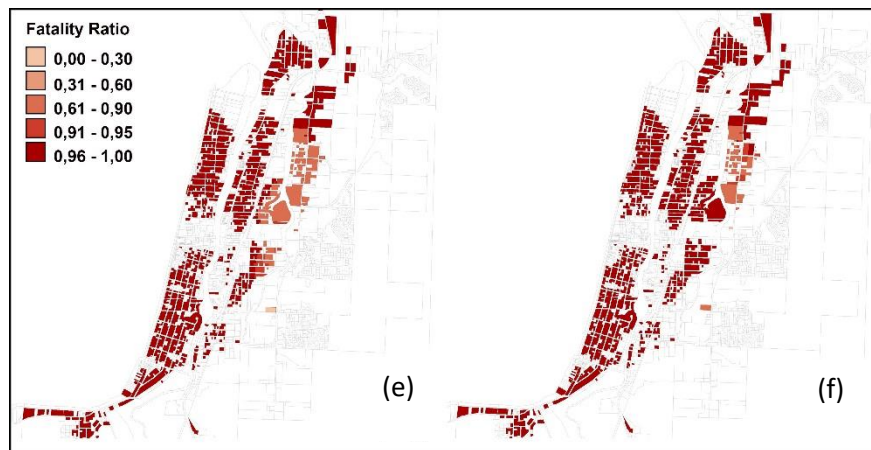 Fatality Ratio
0,00 - 0,30
0,31 - 0,60
0,61 - 0,90
0,91 - 0,95
0,96 - 1,00
(e)
(f)